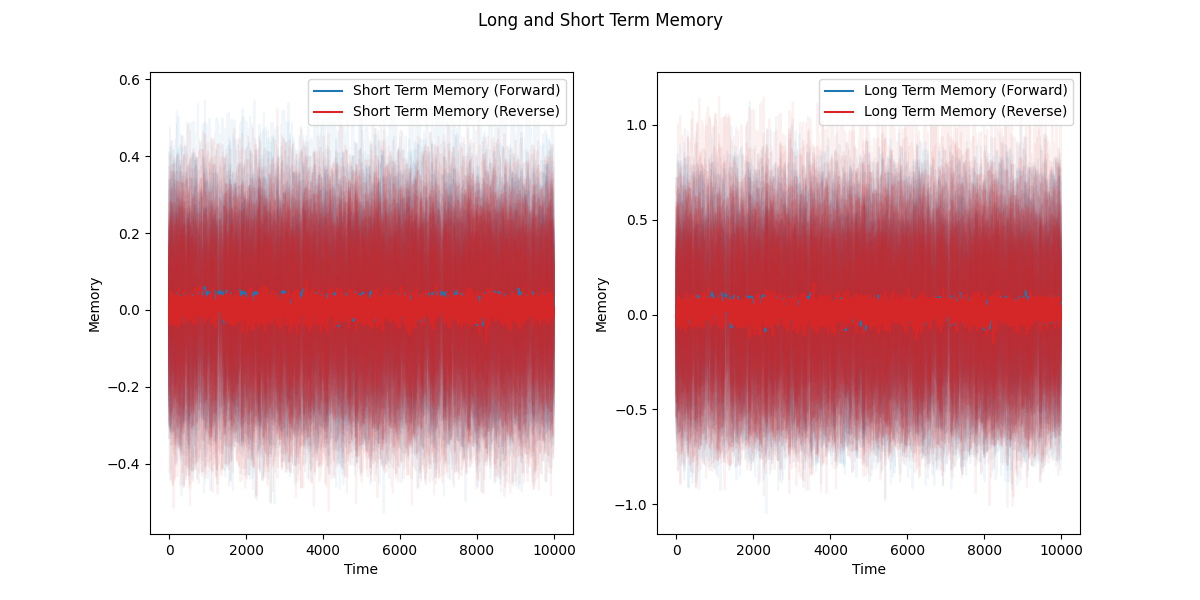 Long and Short Term Memory
Short Term Memory (Forward)
Short Term Memory (Reverse)
0.6
0.4
0.2
0.0
−0.2
−0.4
Memory
0
2000
4000
6000
8000
10000
Time
Long Term Memory (Forward)
Long Term Memory (Reverse)
1.0
0.5
0.0
−0.5
−1.0
Memory
0
2000
4000
6000
8000
10000
Time